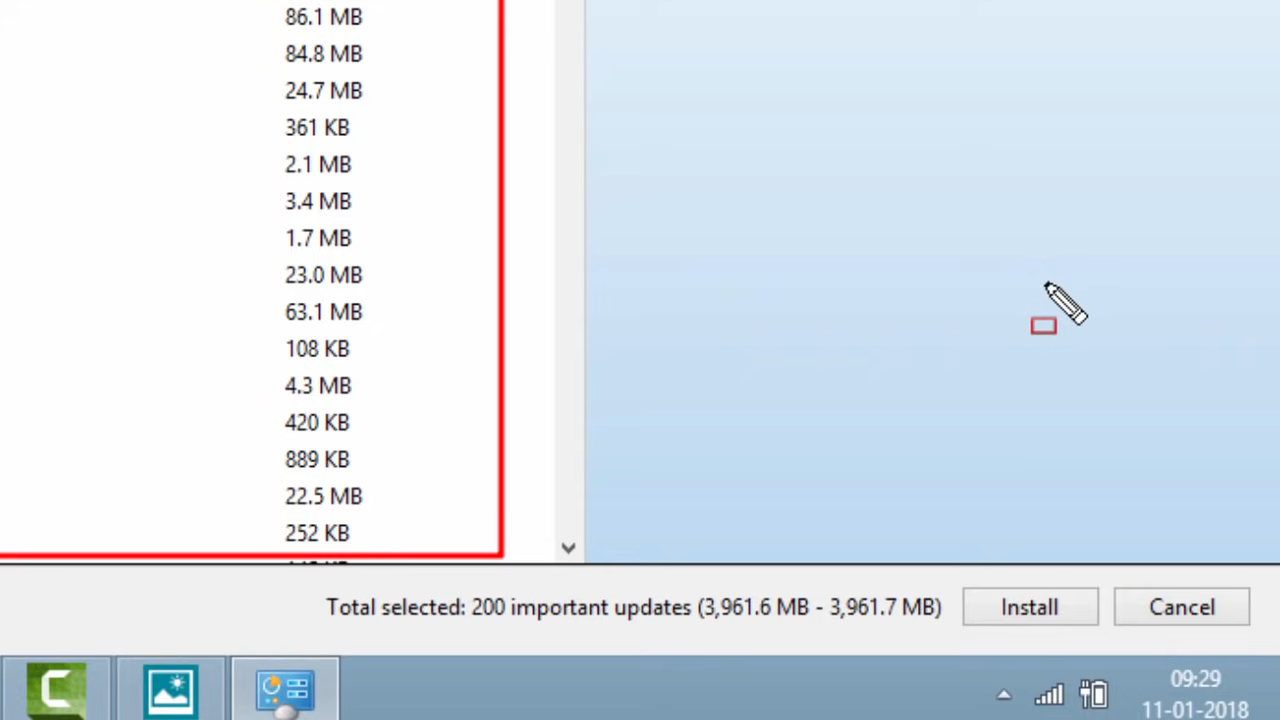 86.1 MB
84.8 MB
24.7 MB
361 KB
2.1 MB
3.4 MB
1.7 MB
23.0 MB
63.1 MB
108 KB
4.3 MB
420 KB
889 KB
22.5 MB
252 KB
Total selected: 200 important updates (3,961.6 MB - 3,961.7 MB) Install Cancel
09:29
11-01-2018